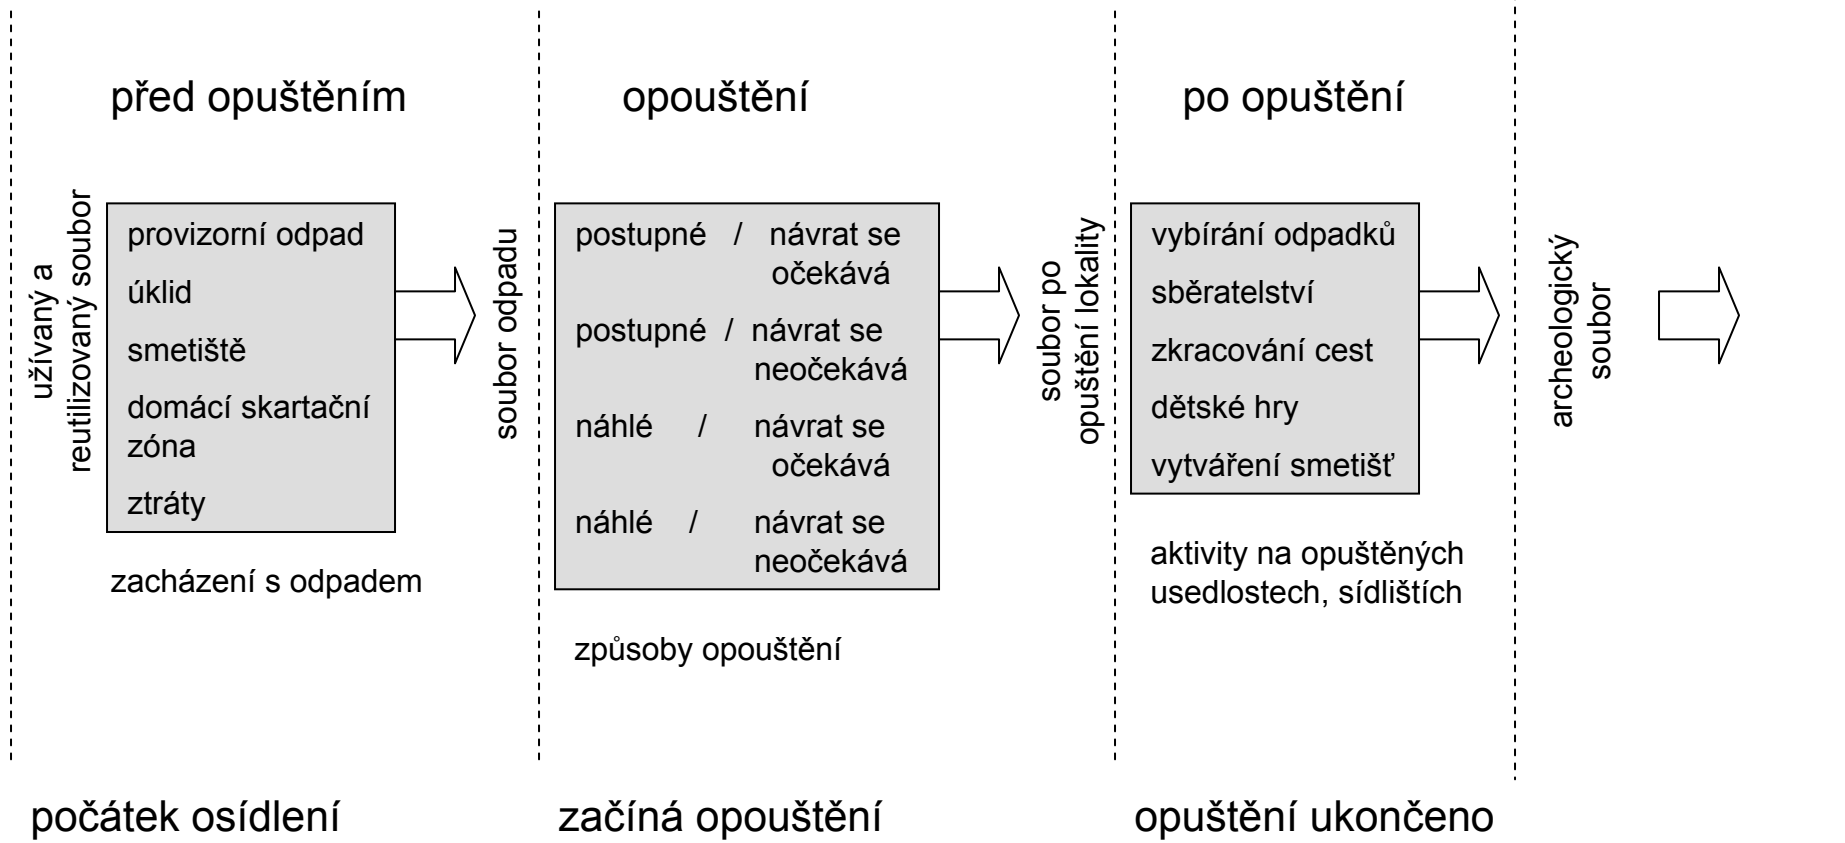 před opuštěním
opouštění
po opuštění
užívaný a
reutilizovaný soubor
provizorní odpad
úklid
smetiště
domácí skartační
zóna
ztráty
zacházení s odpadem
soubor odpadu
postupné / návrat se
očekává
postupné / návrat se
neočekává
náhlé / návrat se
očekává
náhlé / návrat se
neočekává
způsoby opouštění
soubor po
opuštění lokality
vybírání odpadků
sběratelství
zkracování cest
dětské hry
vytváření smetišť
aktivity na opuštěných
usedlostech, sídlištích
archeologický
soubor
počátek osídlení
začíná opouštění
opuštění ukončeno